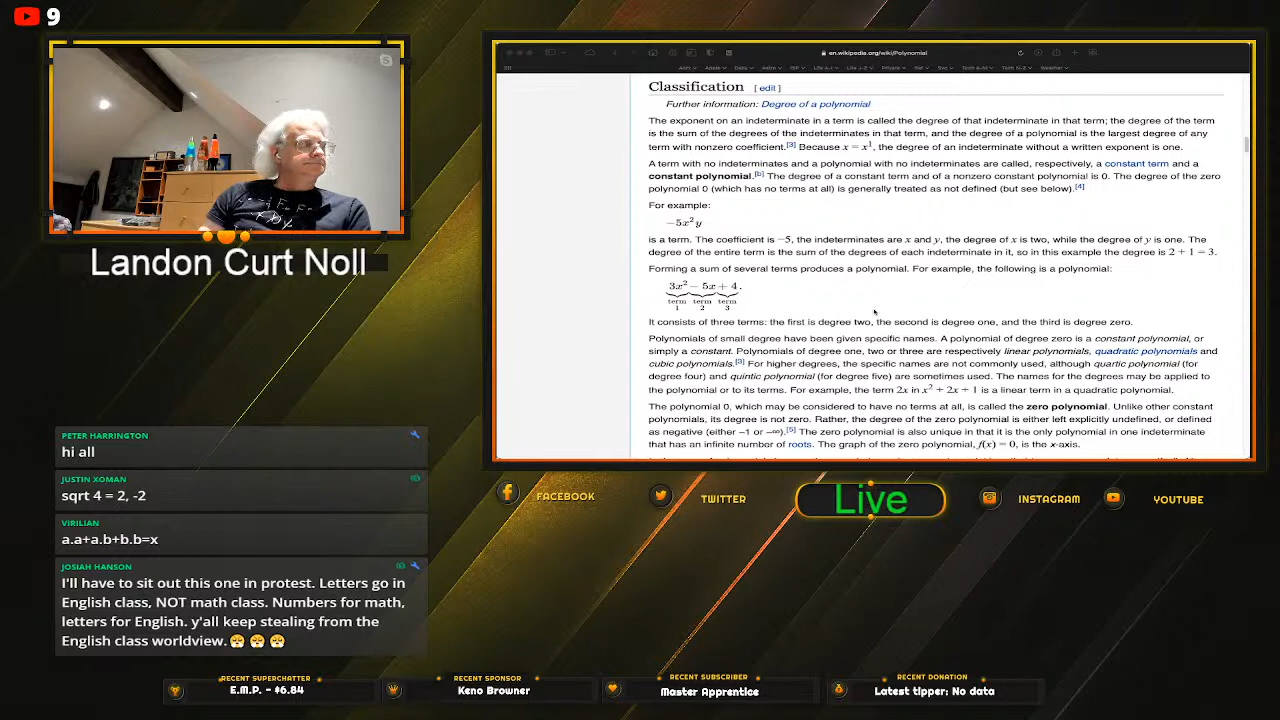 9
en.wikipedia.org/wiki/Polynomial
Classification [ edit ]
Further information: Degree of a polynomial
The exponent on an indeterminate in a term is called the degree of that indeterminate in that term; the degree of the term
is the sum of the degrees of the indeterminates in that term, and the degree of a polynomial is the largest degree of any
term with nonzero coefficient.[3] Because x = x¹, the degree of an indeterminate without a written exponent is one.
A term with no indeterminates and a polynomial with no indeterminates are called, respectively, a constant term and a
constant polynomial.[b] The degree of a constant term and of a nonzero constant polynomial is 0. The degree of the zero
polynomial 0 (which has no terms at all) is generally treated as not defined (but see below).[4]
For example:
−5x²y
is a term. The coefficient is −5, the indeterminates are x and y, the degree of x is two, while the degree of y is one. The
degree of the entire term is the sum of the degrees of each indeterminate in it, so in this example the degree is 2 + 1 = 3.
Forming a sum of several terms produces a polynomial. For example, the following is a polynomial:
3x² − 5x + 4.
term term term
1 2 3
It consists of three terms: the first is degree two, the second is degree one, and the third is degree zero.
Polynomials of small degree have been given specific names. A polynomial of degree zero is a constant polynomial, or
simply a constant. Polynomials of degree one, two or three are respectively linear polynomials, quadratic polynomials and
cubic polynomials.[3] For higher degrees, the specific names are not commonly used, although quartic polynomial (for
degree four) and quintic polynomial (for degree five) are sometimes used. The names for the degrees may be applied to
the polynomial or to its terms. For example, the term 2x in x² + 2x + 1 is a linear term in a quadratic polynomial.
The polynomial 0, which may be considered to have no terms at all, is called the zero polynomial. Unlike other constant
polynomials, its degree is not zero. Rather, the degree of the zero polynomial is either left explicitly undefined, or defined
as negative (either −1 or −∞).[5] The zero polynomial is also unique in that it is the only polynomial in one indeterminate
that has an infinite number of roots. The graph of the zero polynomial, f(x) = 0, is the x-axis.
Landon Curt Noll
PETER HARRINGTON
hi all
JUSTIN XOMAN
sqrt 4 = 2, -2
VIRILIAN
a.a+a.b+b.b=x
JOSIAH HANSON
I'll have to sit out this one in protest. Letters go in
English class, NOT math class. Numbers for math,
letters for English. y'all keep stealing from the
English class worldview. 😤 😤 😤
FACEBOOK
TWITTER
Live
INSTAGRAM
YOUTUBE
RECENT SUPERCHATTER
E.M.P. - $6.84
RECENT SPONSOR
Keno Browner
RECENT SUBSCRIBER
Master Apprentice
RECENT DONATION
Latest tipper: No data